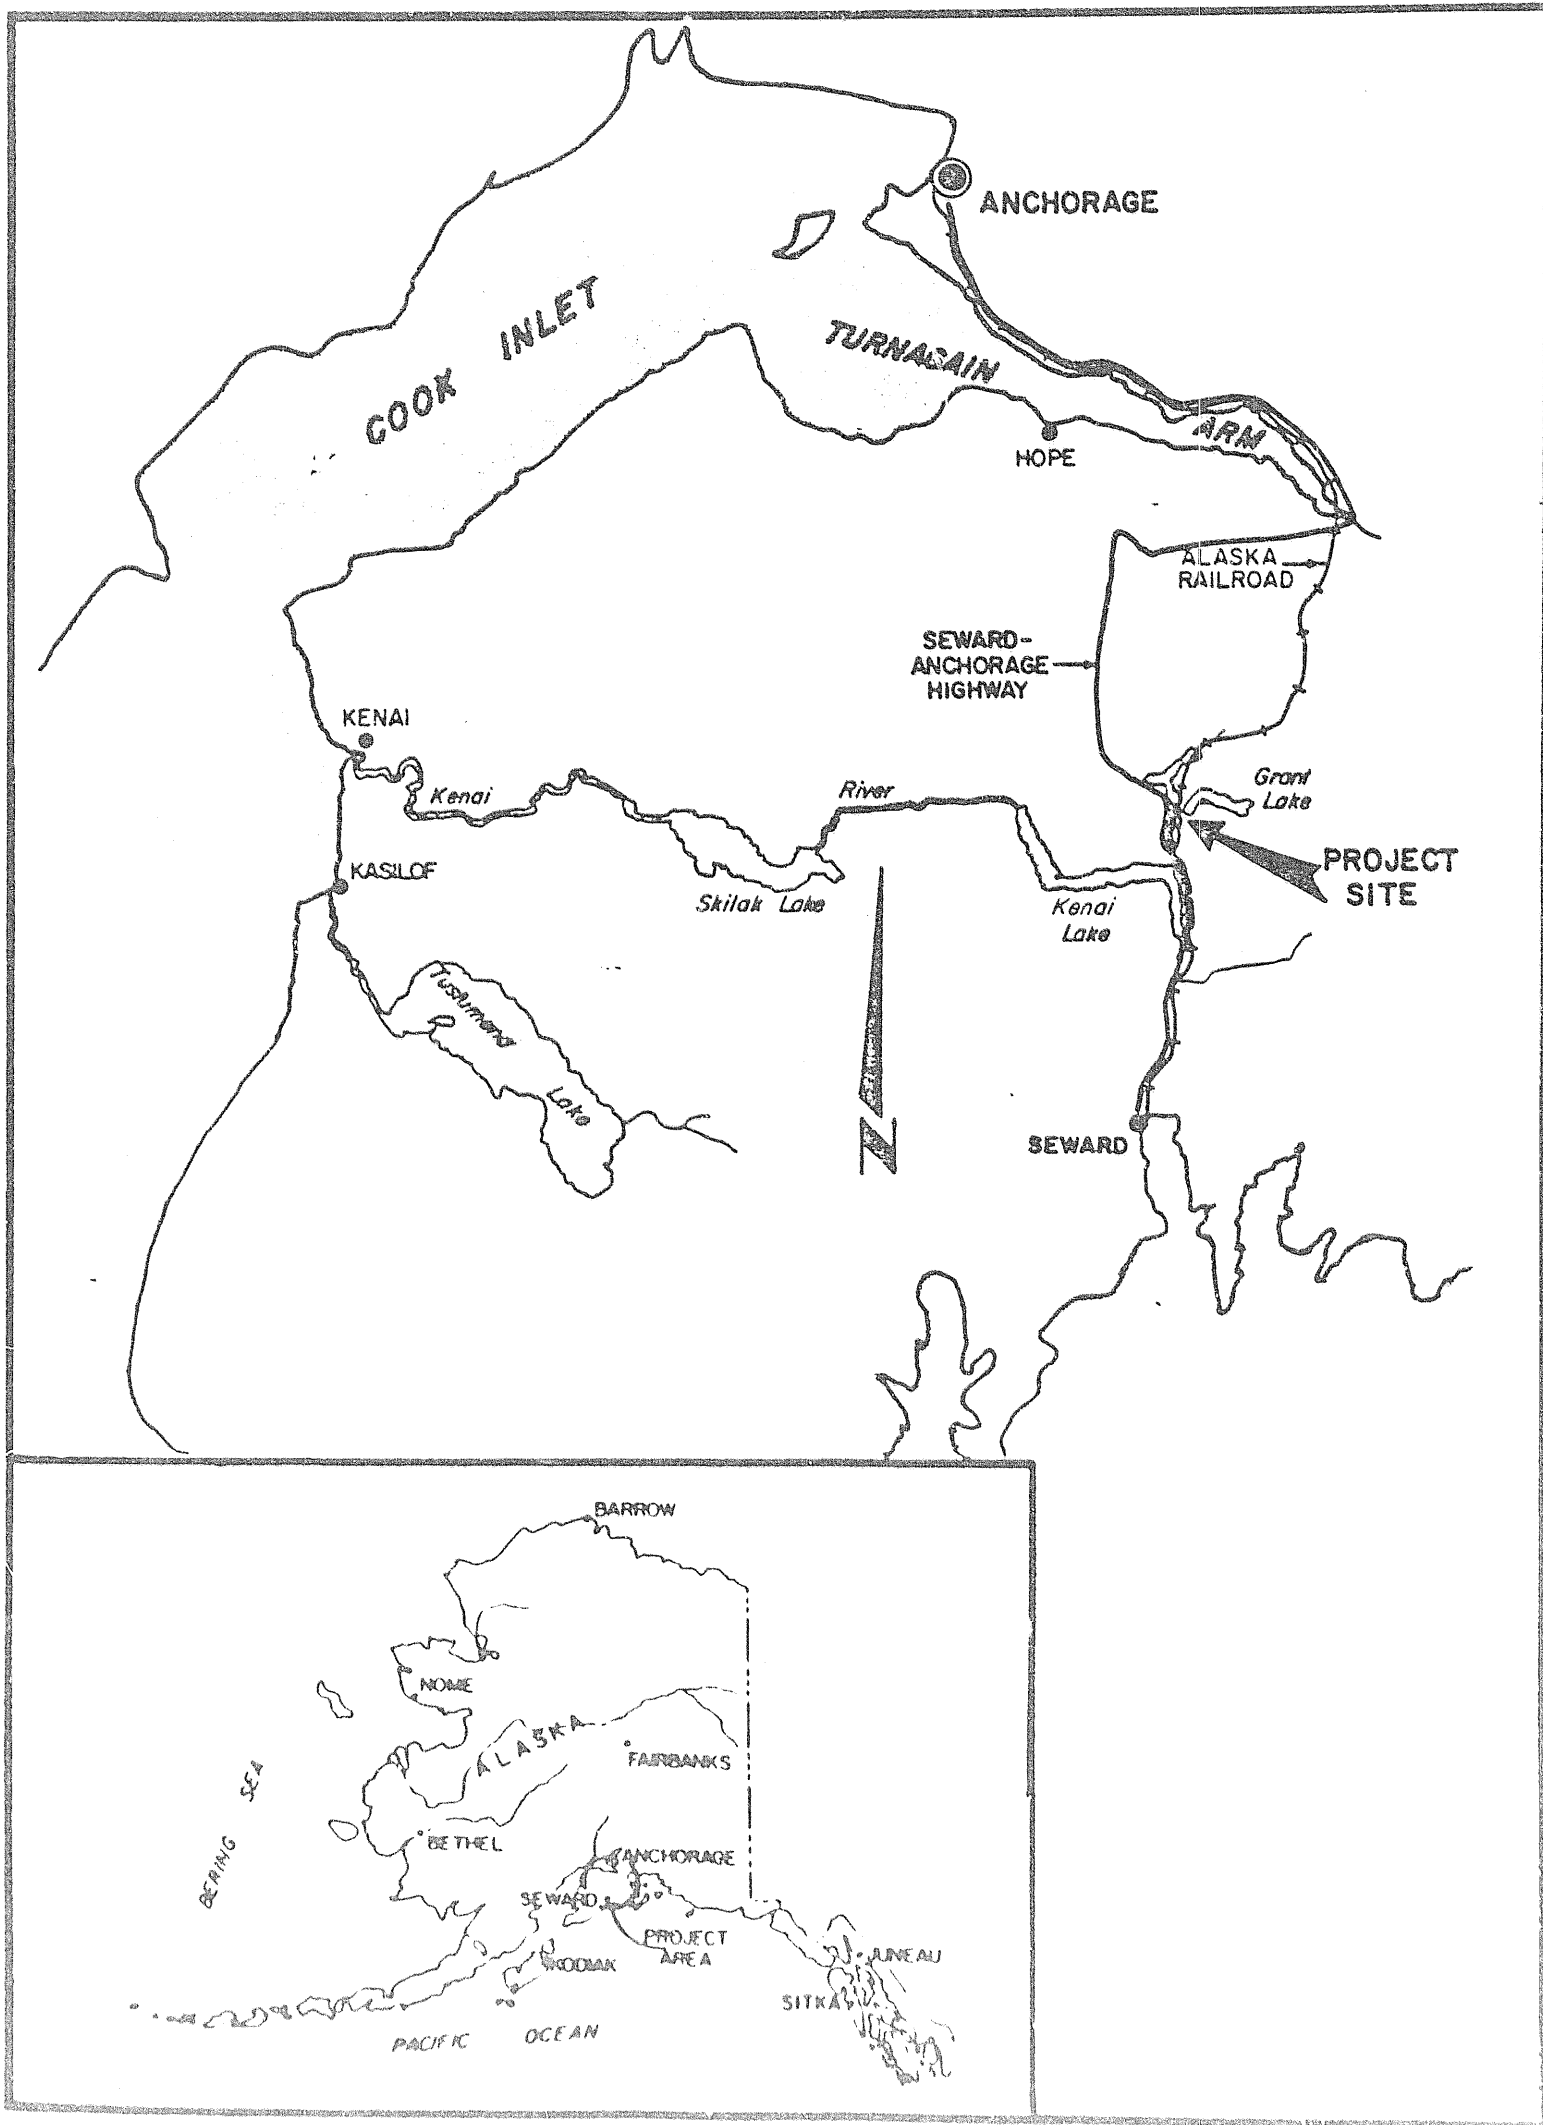 ANCHORAGE
COOK INLET
TURNAGAIN
ARM
HOPE
ALASKA
RAILROAD
SEWARD-
ANCHORAGE
HIGHWAY
KENAI
Kenai
River
Grant
Lake
PROJECT
SITE
KASILOF
Skilak Lake
Kenai
Lake
Tustumena
Lake
N
SEWARD
BARROW
NOME
ALASKA
FAIRBANKS
BERING SEA
BETHEL
ANCHORAGE
SEWARD
PROJECT
AREA
KODIAK
JUNEAU
SITKA
PACIFIC OCEAN